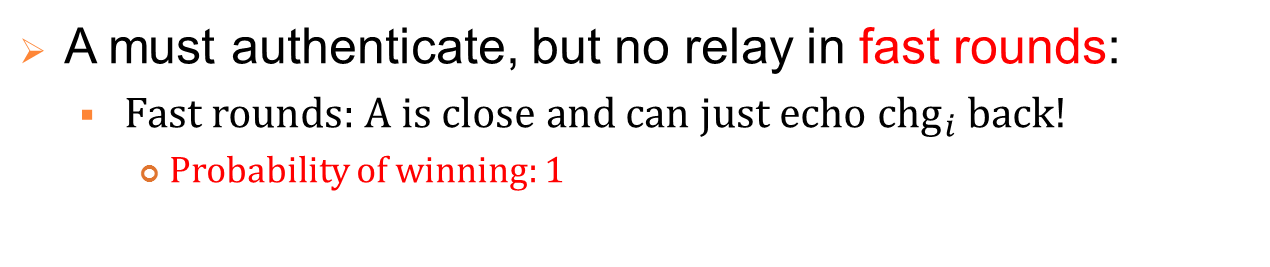 A must authenticate, but no relay in fast rounds:
Fast rounds: A is close and can just echo chgᵢ back!
Probability of winning: 1